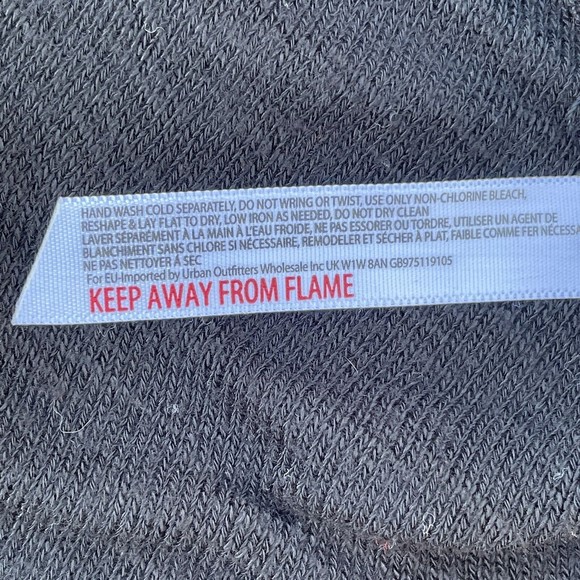 HAND WASH COLD SEPARATELY, DO NOT WRING OR TWIST, USE ONLY NON-CHLORINE BLEACH,
RESHAPE & LAY FLAT TO DRY, LOW IRON AS NEEDED, DO NOT DRY CLEAN
LAVER SÉPARÉMENT À LA MAIN À L'EAU FROIDE, NE PAS ESSORER OU TORDRE, UTILISER UN AGENT DE
BLANCHIMENT SANS CHLORE SI NÉCESSAIRE, REMODELER ET SÉCHER À PLAT, FAIBLE COMME FER NÉCESSA
NE PAS NETTOYER À SEC
For EU-Imported by Urban Outfitters Wholesale Inc UK W1W 8AN GB975119105
KEEP AWAY FROM FLAME